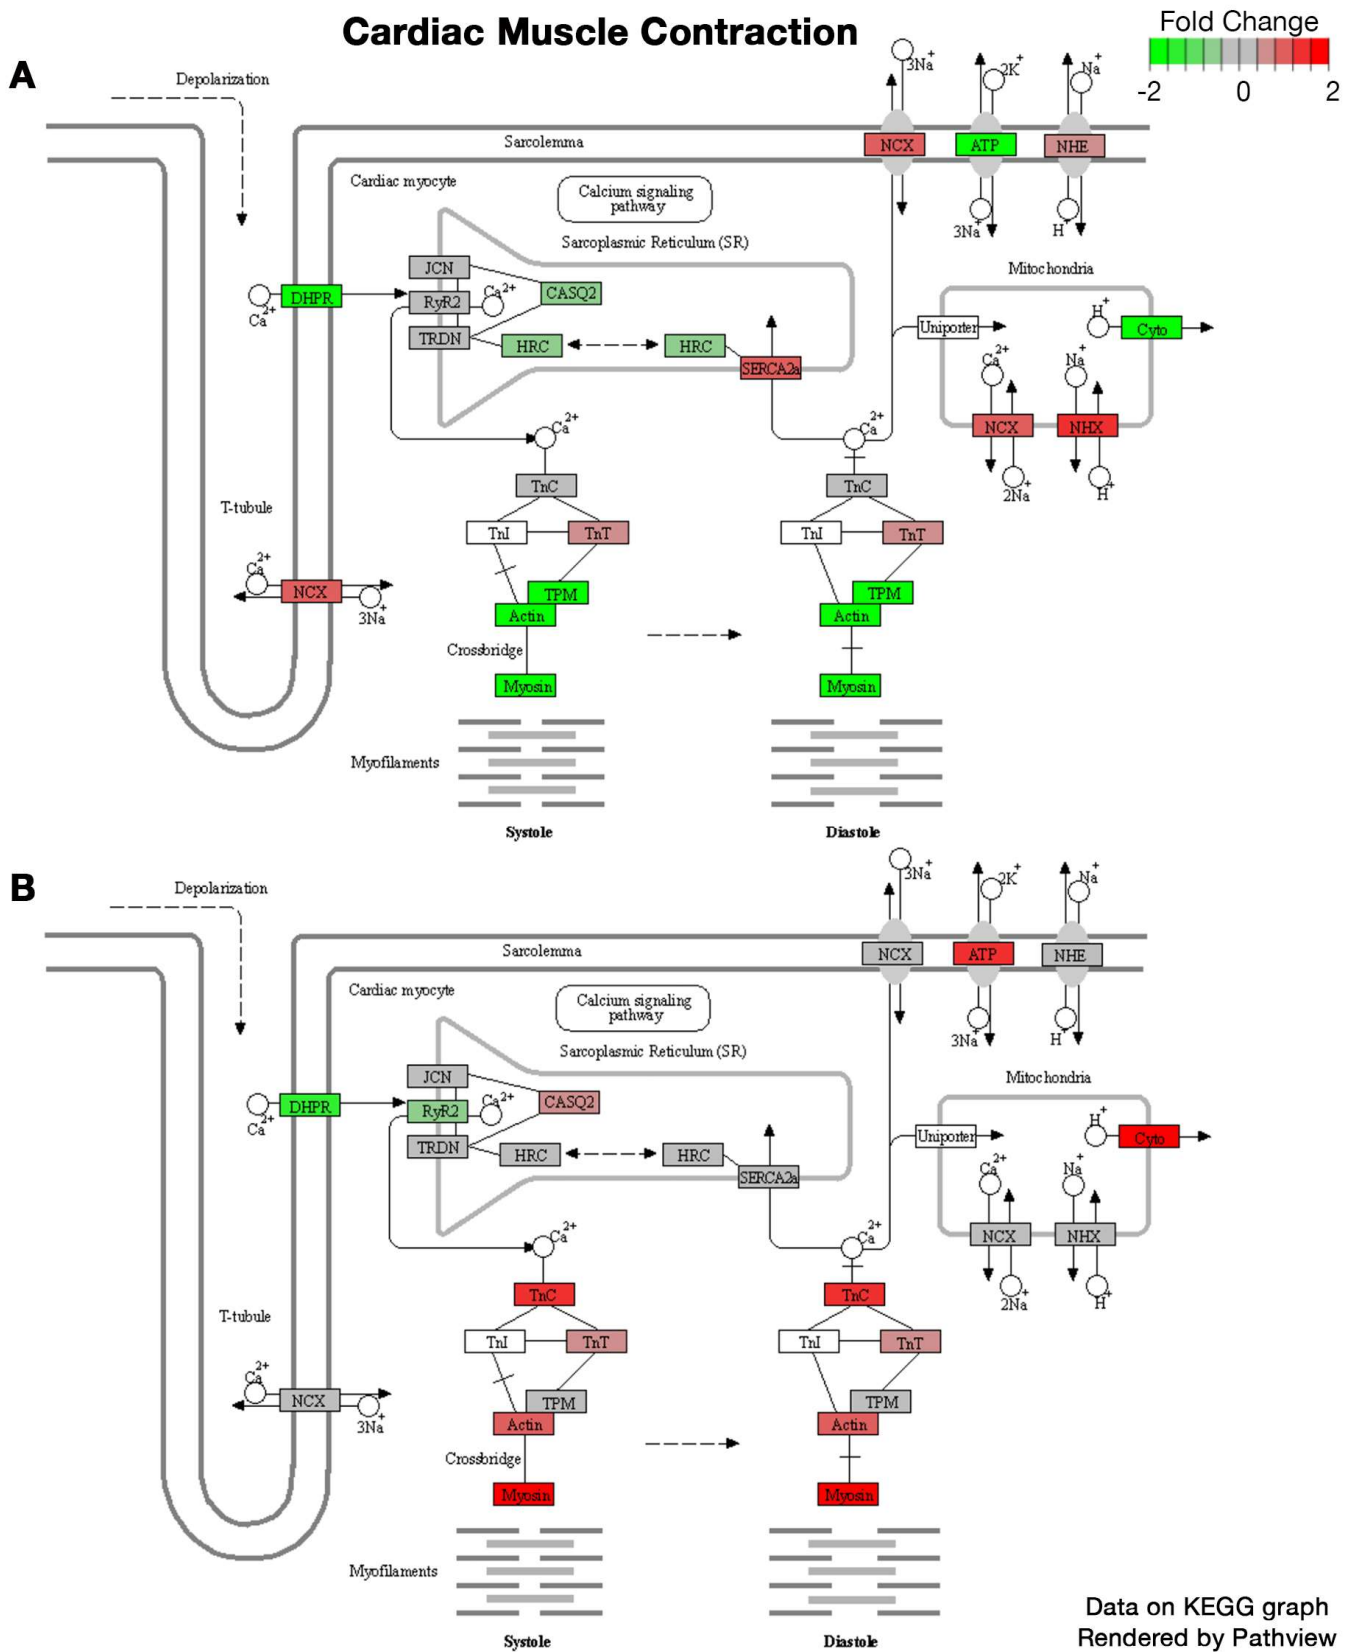 Cardiac Muscle Contraction
Fold Change
-2 0 2
A
Depolarization
3Na+
2K+
Na+
Sarcolemma
NCX
ATP
NHE
Cardiac myocyte
Calcium signaling
pathway
3Na+
H+
Sarcoplasmic Reticulum (SR)
Mitochondria
JCN
DHPR
RyR2
Ca2+
CASQ2
Ca2+
TRDN
HRC
HRC
SERCA2a
Uniporter
H+
Cyto
Ca2+
Na+
NCX
NHX
2Na+
H+
Ca2+
Ca2+
TnC
TnC
T-tubule
TnI
TnT
TnI
TnT
Ca2+
NCX
3Na+
TPM
Actin
TPM
Actin
Crossbridge
Myosin
Myosin
Myofilaments
Systole
Diastole
B
Depolarization
3Na+
2K+
Na+
Sarcolemma
NCX
ATP
NHE
Cardiac myocyte
Calcium signaling
pathway
3Na+
H+
Sarcoplasmic Reticulum (SR)
Mitochondria
JCN
DHPR
RyR2
Ca2+
CASQ2
Ca2+
TRDN
HRC
HRC
SERCA2a
Uniporter
H+
Cyto
Ca2+
Na+
NCX
NHX
2Na+
H+
Ca2+
Ca2+
TnC
TnC
T-tubule
TnI
TnT
TnI
TnT
Ca2+
NCX
3Na+
TPM
Actin
TPM
Actin
Crossbridge
Myosin
Myosin
Myofilaments
Systole
Diastole
Data on KEGG graph
Rendered by Pathview